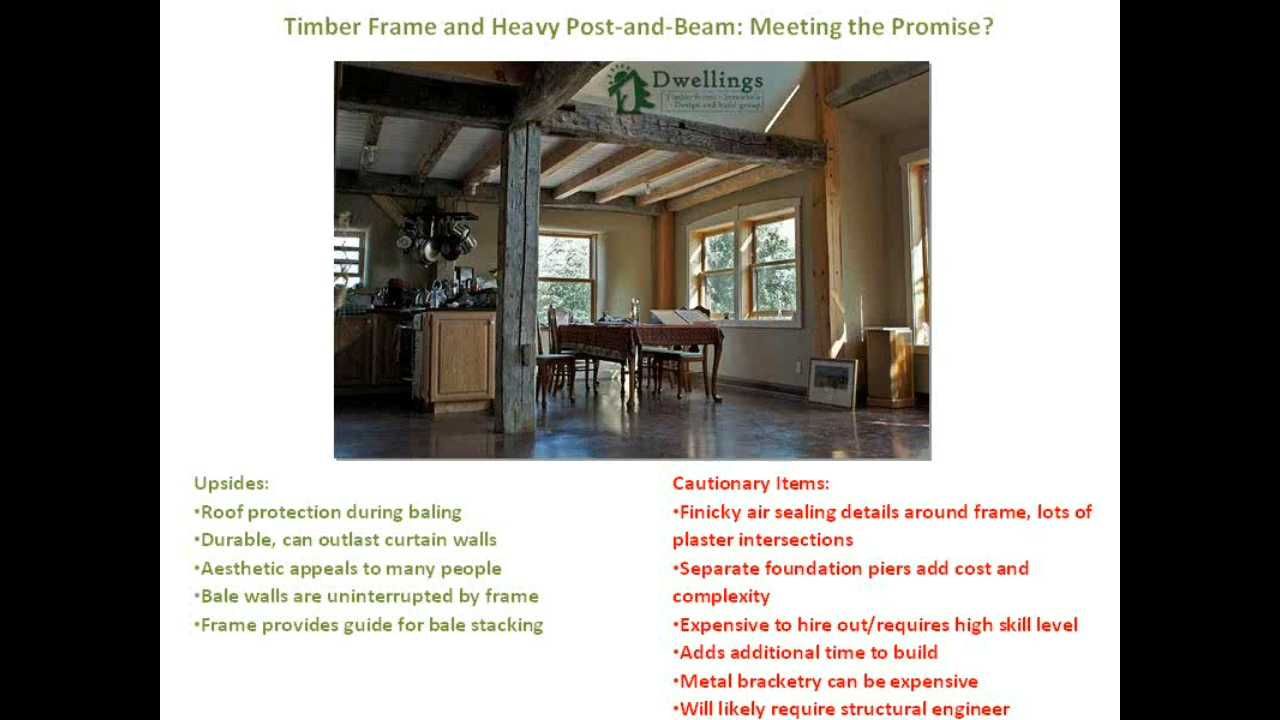 Timber Frame and Heavy Post-and-Beam: Meeting the Promise?
Dwellings
Design and build group
Upsides:
•Roof protection during baling
•Durable, can outlast curtain walls
•Aesthetic appeals to many people
•Bale walls are uninterrupted by frame
•Frame provides guide for bale stacking
Cautionary Items:
•Finicky air sealing details around frame, lots of
plaster intersections
•Separate foundation piers add cost and
complexity
•Expensive to hire out/requires high skill level
•Adds additional time to build
•Metal bracketry can be expensive
•Will likely require structural engineer